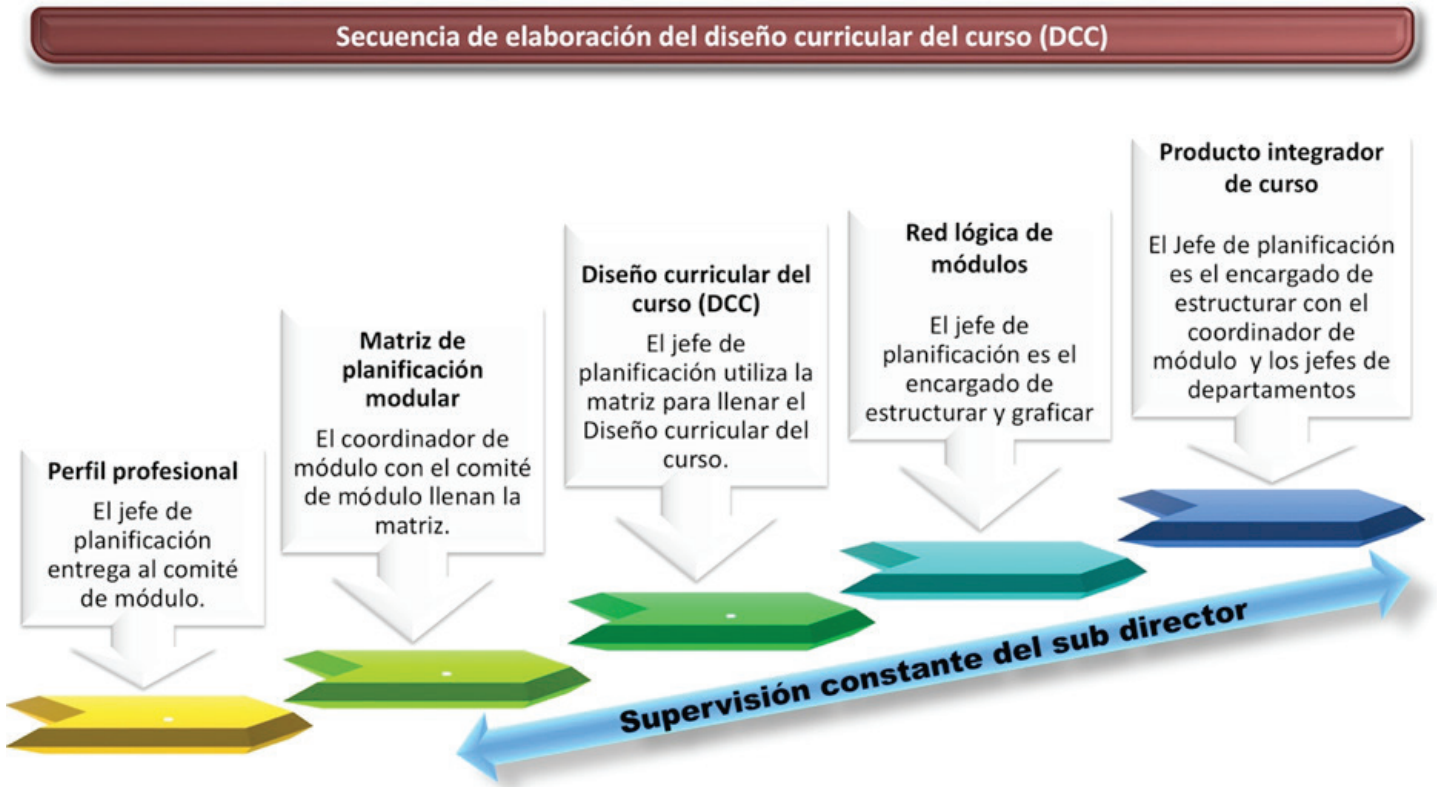 Secuencia de elaboración del diseño curricular del curso (DCC)
Perfil profesional
El jefe de
planificación
entrega al comité
de módulo.
Matriz de
planificación
modular
El coordinador de
módulo con el comité
de módulo llenan la
matriz.
Diseño curricular del
curso (DCC)
El jefe de
planificación utiliza la
matriz para llenar el
Diseño curricular del
curso.
Red lógica de
módulos
El jefe de
planificación es el
encargado de
estructurar y graficar
Producto integrador
de curso
El Jefe de planificación
es el encargado de
estructurar con el
coordinador de
módulo y los jefes de
departamentos
Supervisión constante del sub director